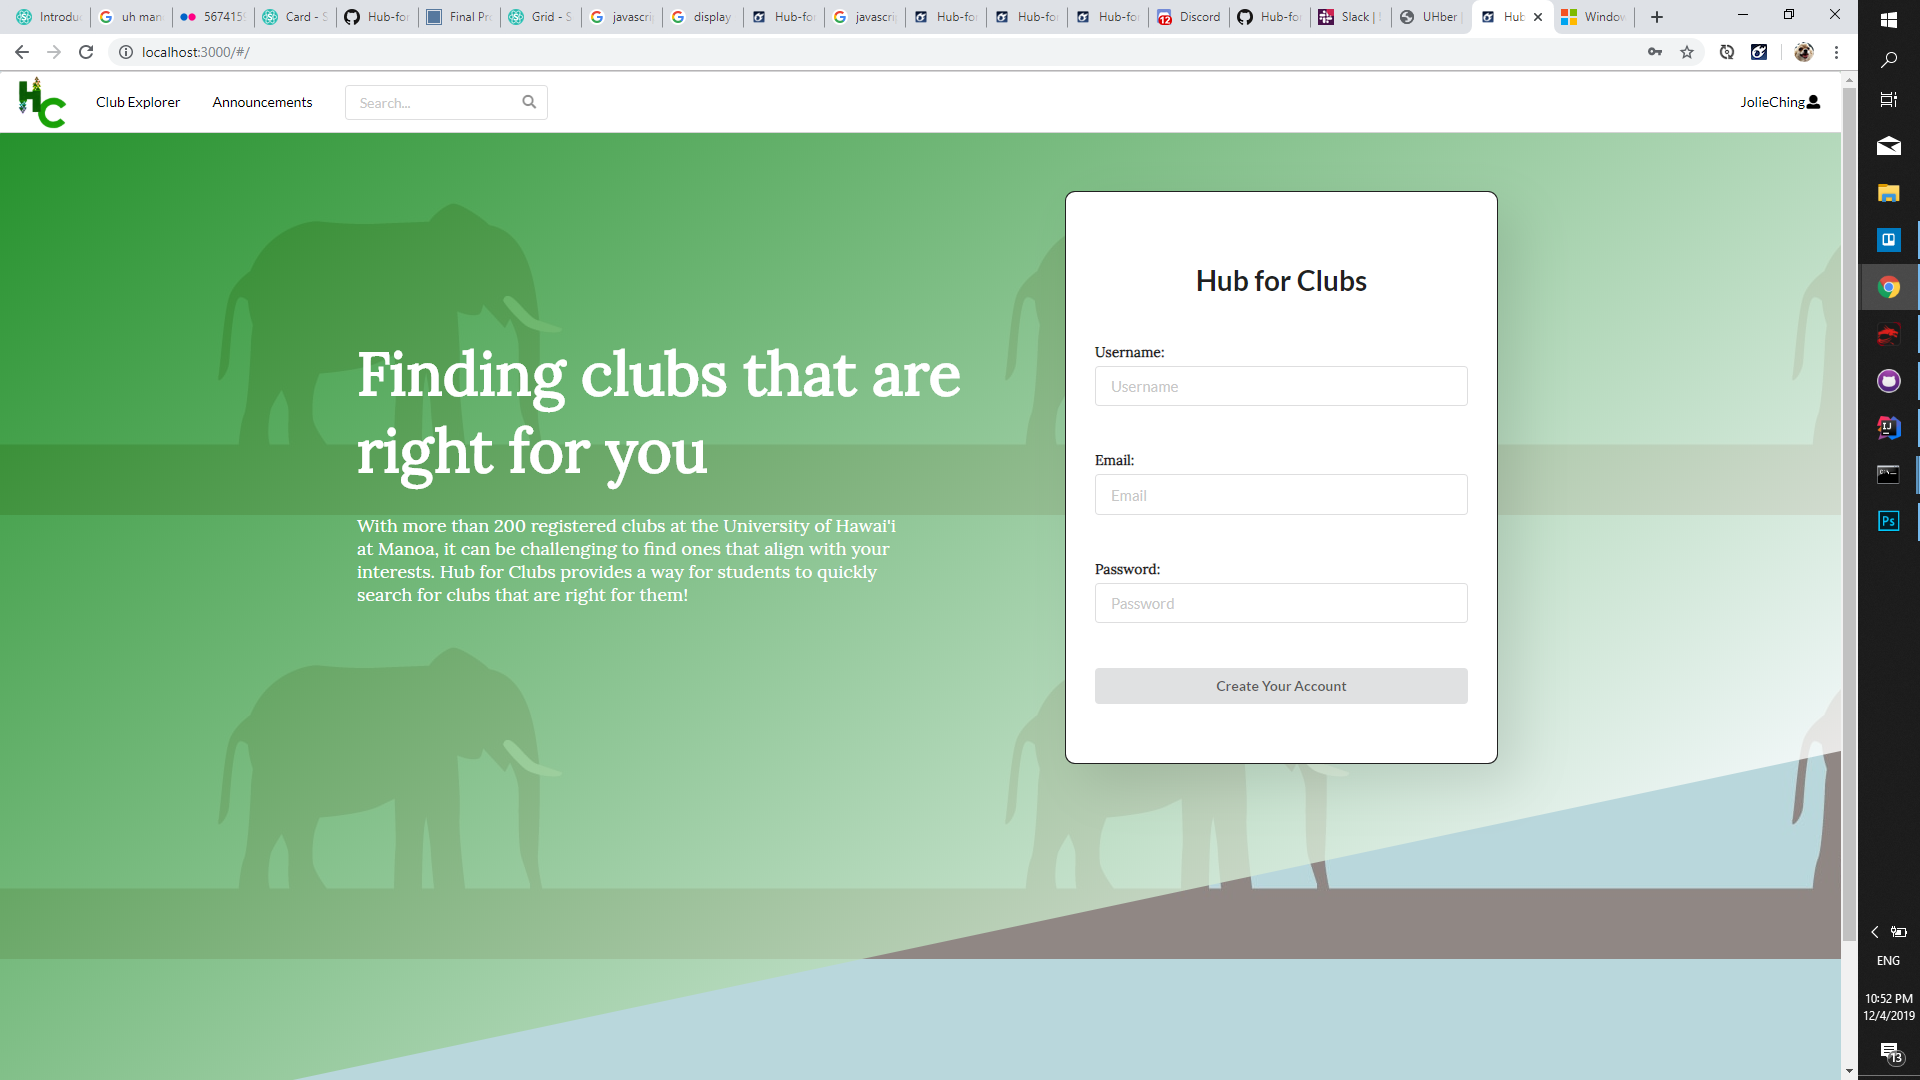 Introdu
uh man
567415
Card - S
Hub-for
Final Pro
Grid - S
javascri
display
Hub-for
javascri
Hub-for
Hub-for
Hub-for
Discord
Hub-for
Slack |
UHber |
Hub
Window
localhost:3000/#/
HC
Club Explorer
Announcements
Search...
JolieChing
Hub for Clubs
Finding clubs that are
right for you
With more than 200 registered clubs at the University of Hawai'i
at Manoa, it can be challenging to find ones that align with your
interests. Hub for Clubs provides a way for students to quickly
search for clubs that are right for them!
Username:
Username
Email:
Email
Password:
Password
Create Your Account
12
IJ
Ps
ENG
10:52 PM
12/4/2019
13